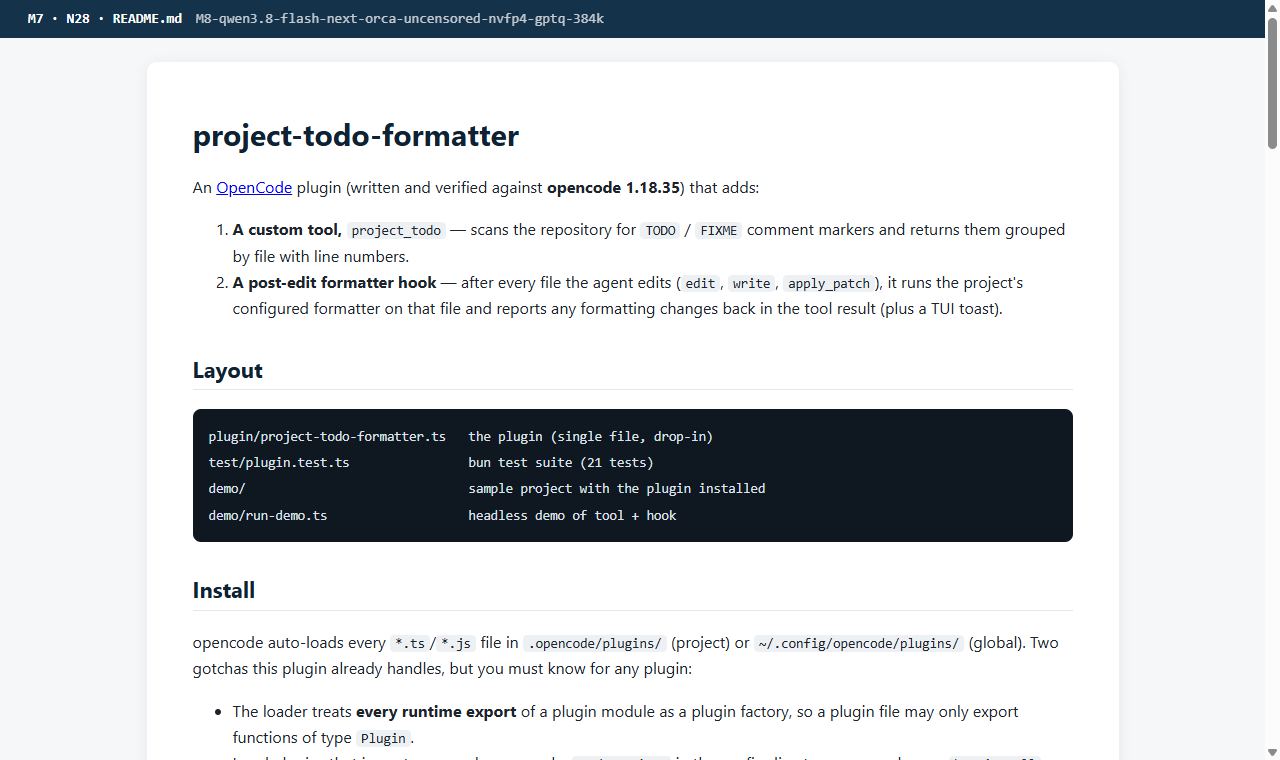 M7 • N28 • README.md M8-qwen3.8-flash-next-orca-uncensored-nvfp4-gptq-384k
project-todo-formatter
An OpenCode plugin (written and verified against opencode 1.18.35) that adds:
1. A custom tool, project_todo — scans the repository for TODO / FIXME comment markers and returns them grouped
by file with line numbers.
2. A post-edit formatter hook — after every file the agent edits ( edit , write , apply_patch ), it runs the project's
configured formatter on that file and reports any formatting changes back in the tool result (plus a TUI toast).
Layout
plugin/project-todo-formatter.ts the plugin (single file, drop-in)
test/plugin.test.ts bun test suite (21 tests)
demo/ sample project with the plugin installed
demo/run-demo.ts headless demo of tool + hook
Install
opencode auto-loads every *.ts / *.js file in .opencode/plugins/ (project) or ~/.config/opencode/plugins/ (global). Two
gotchas this plugin already handles, but you must know for any plugin:
• The loader treats every runtime export of a plugin module as a plugin factory, so a plugin file may only export
functions of type Plugin .